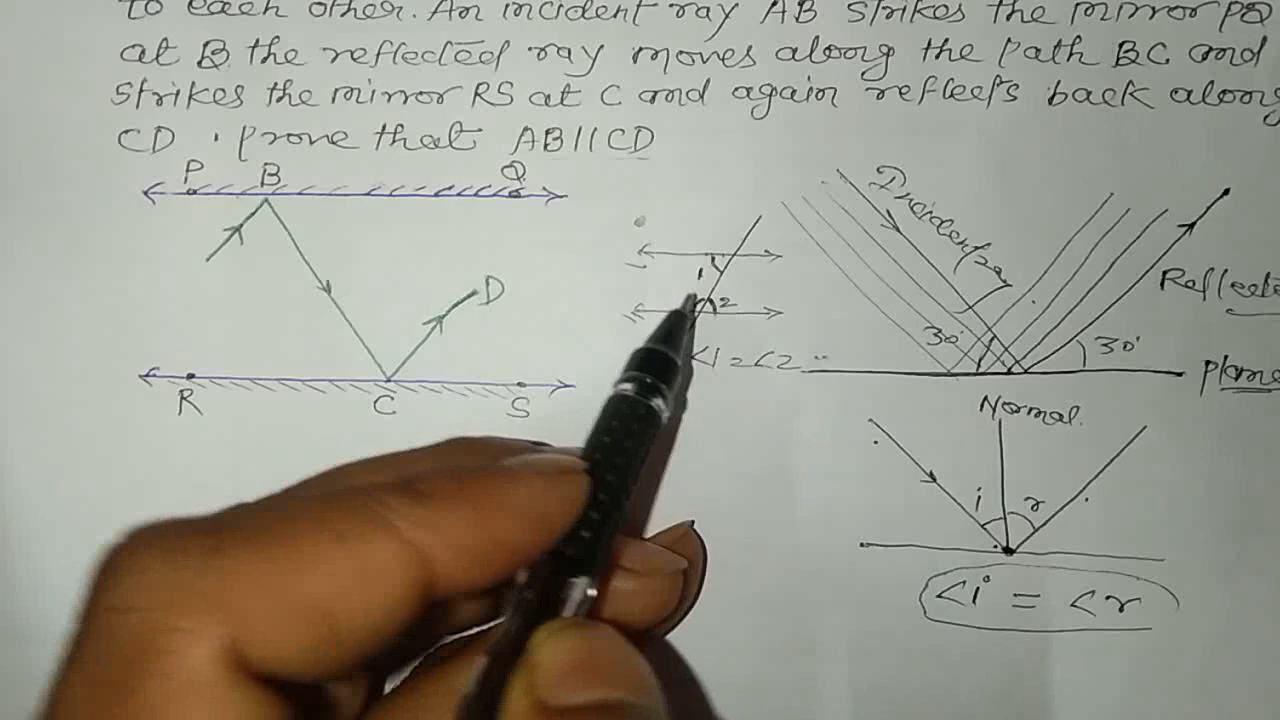 to each other. An incident ray AB strikes the mirror PQ
at B the reflected ray moves along the path BC and
strikes the mirror RS at C and again reflects back along
CD . prove that AB || CD
P B Q
D
R C S
1
2
<1 = <2
Incident ray
30°
30°
Reflecte
plane
Normal.
i r
<i = <r